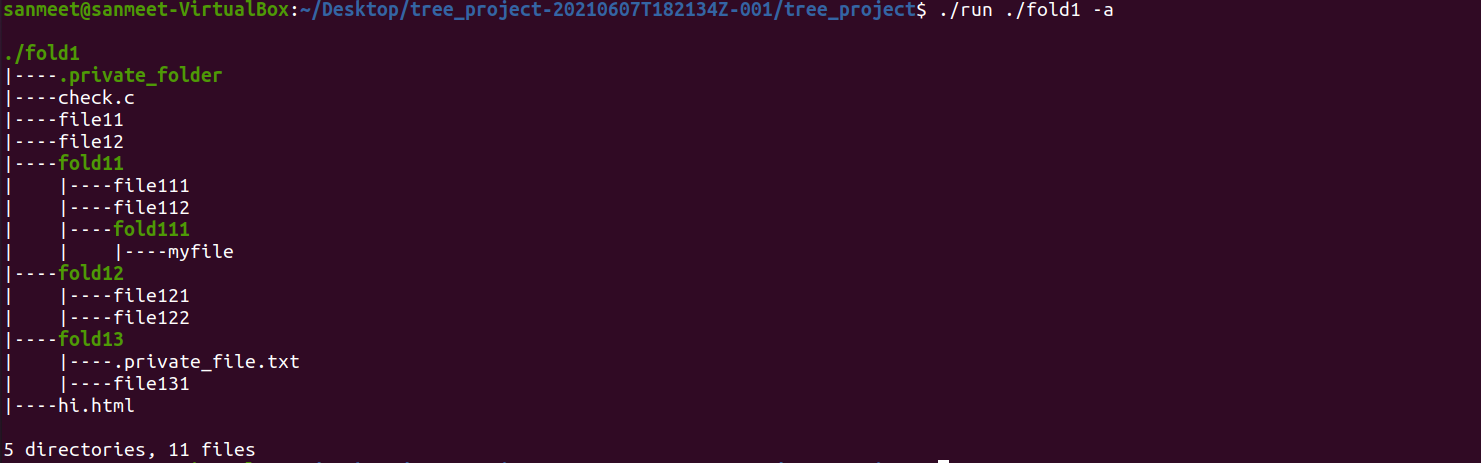 sanmeet@sanmeet-VirtualBox:~/Desktop/tree_project-20210607T182134Z-001/tree_project$ ./run ./fold1 -a
./fold1
|----.private_folder
|----check.c
|----file11
|----file12
|----fold11
|    |----file111
|    |----file112
|    |----fold111
|    |    |----myfile
|----fold12
|    |----file121
|    |----file122
|----fold13
|    |----.private_file.txt
|    |----file131
|----hi.html
5 directories, 11 files